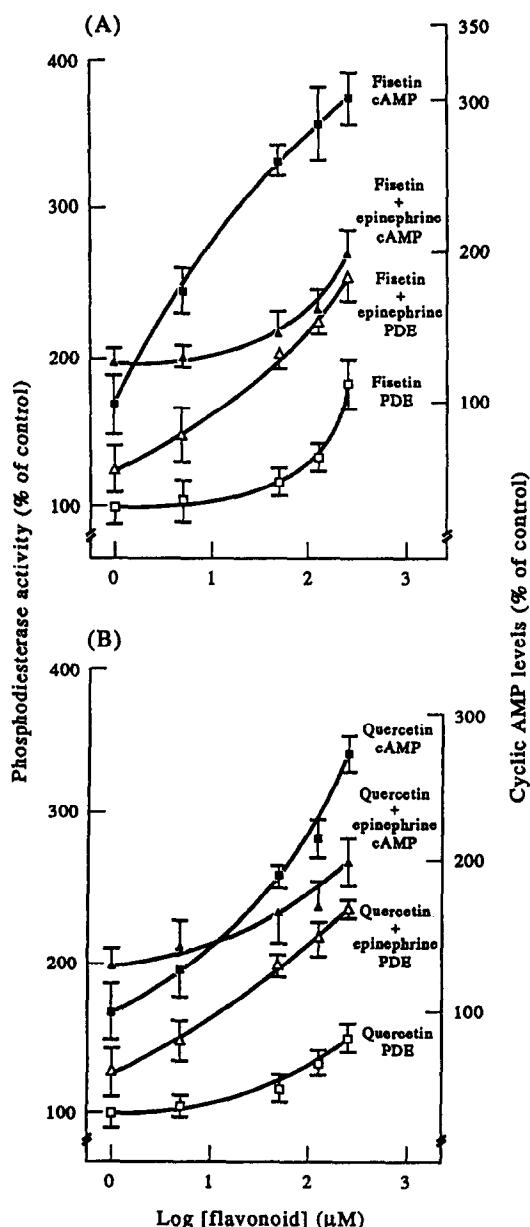 (A)
350
400
300
200
100
300
200
100
Fisetin
cAMP
Fisetin
+
epinephrine
cAMP
Fisetin
+
epinephrine
PDE
Fisetin
PDE
0
1
2
3
Phosphodiesterase activity (% of control)
Cyclic AMP levels (% of control)
(B)
400
300
200
100
300
200
100
Quercetin
cAMP
Quercetin
+
epinephrine
cAMP
Quercetin
+
epinephrine
PDE
Quercetin
PDE
0
1
2
3
Log [flavonoid] (μM)